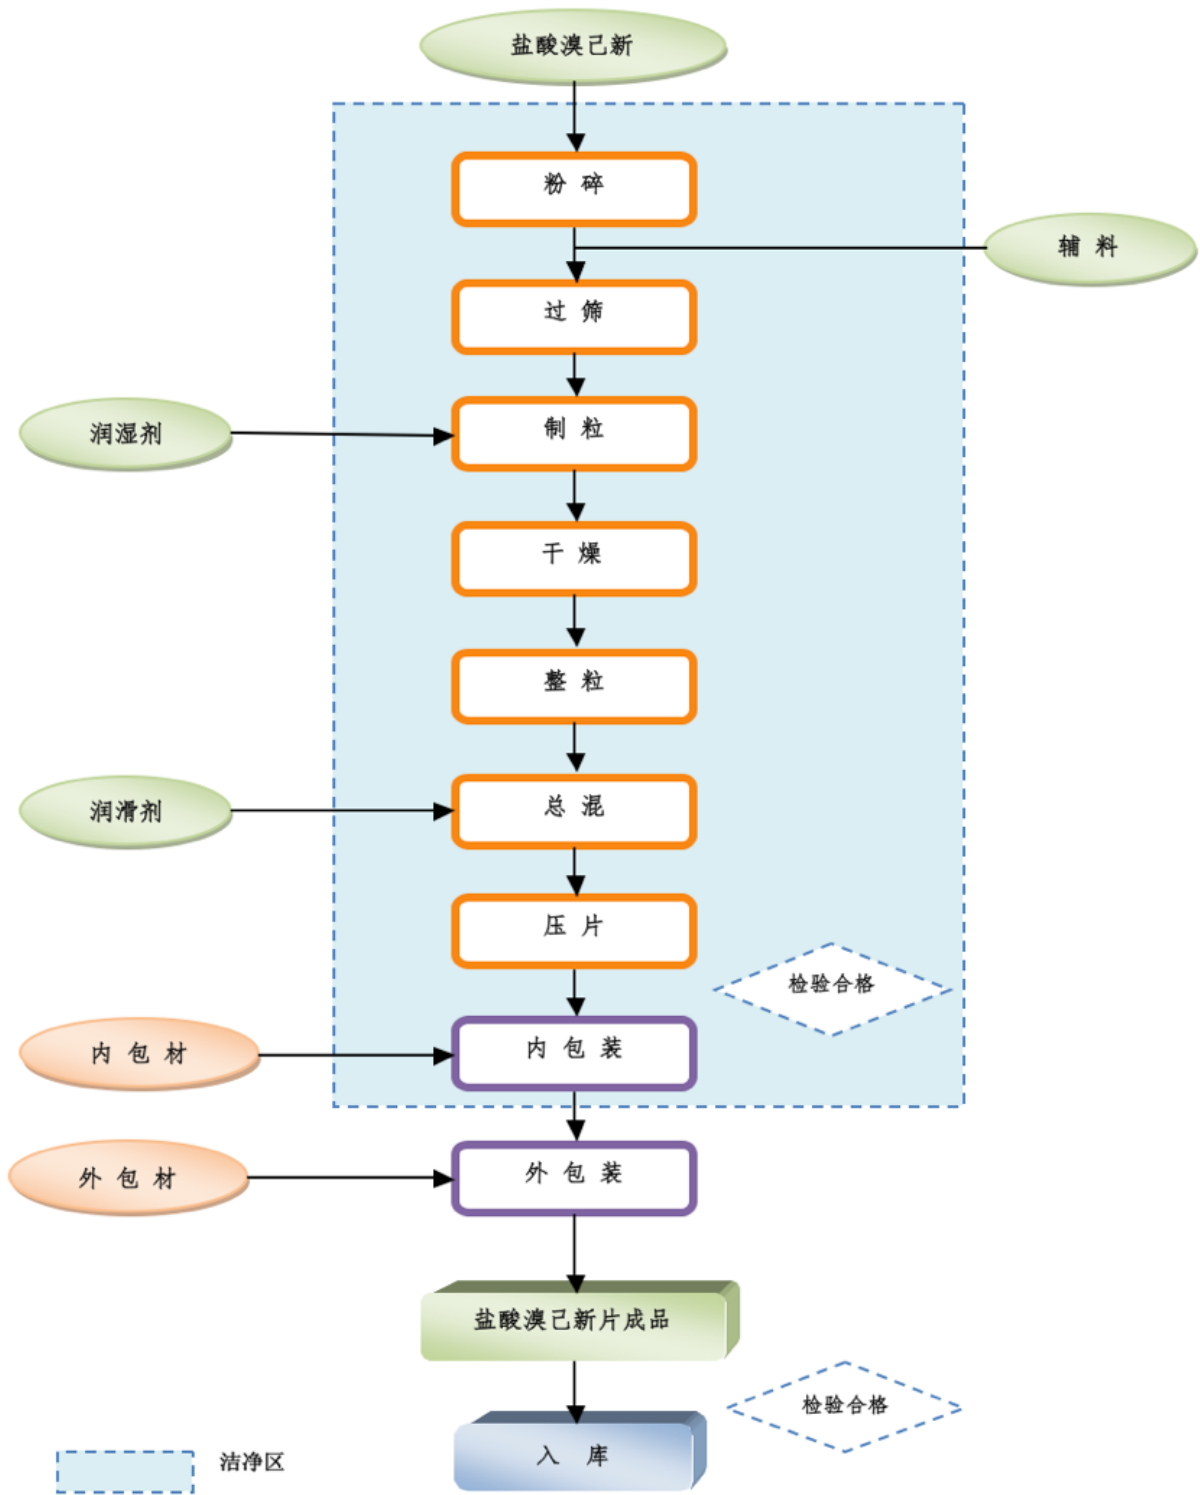 盐酸溴己新
粉 碎
辅 料
过 筛
润湿剂
制 粒
干 燥
整 粒
润滑剂
总 混
压 片
检验合格
内 包 材
内 包 装
外 包 材
外 包 装
盐酸溴己新片成品
检验合格
入 库
洁净区